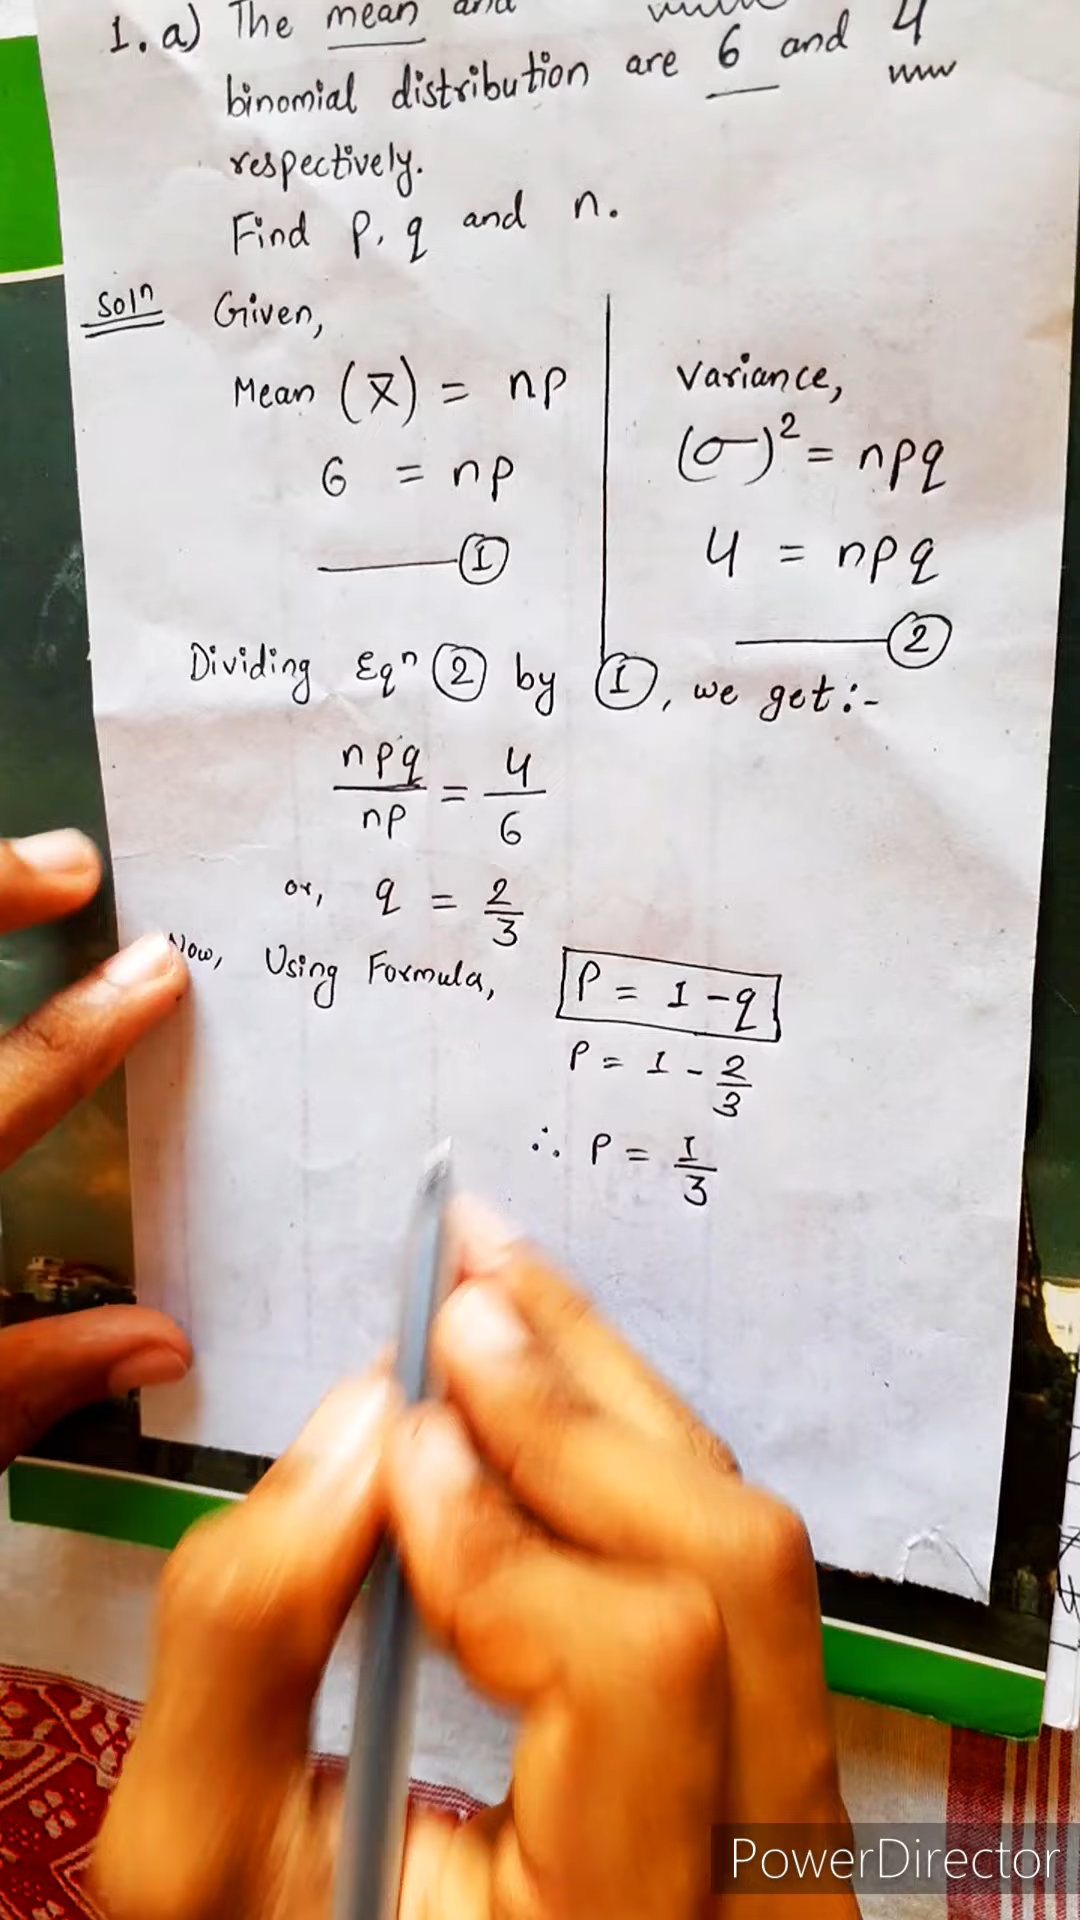 1. a) The mean and
binomial distribution are 6 and 4
respectively.
Find P, q and n.
Solⁿ Given,
Mean (x̄) = np
6 = np
①
Variance,
(σ)² = npq
4 = npq
②
Dividing Eqⁿ ② by ①, we get:-
npq/np = 4/6
or, q = 2/3
Now, Using Formula, P = 1 - q
P = 1 - 2/3
∴ P = 1/3
PowerDirector